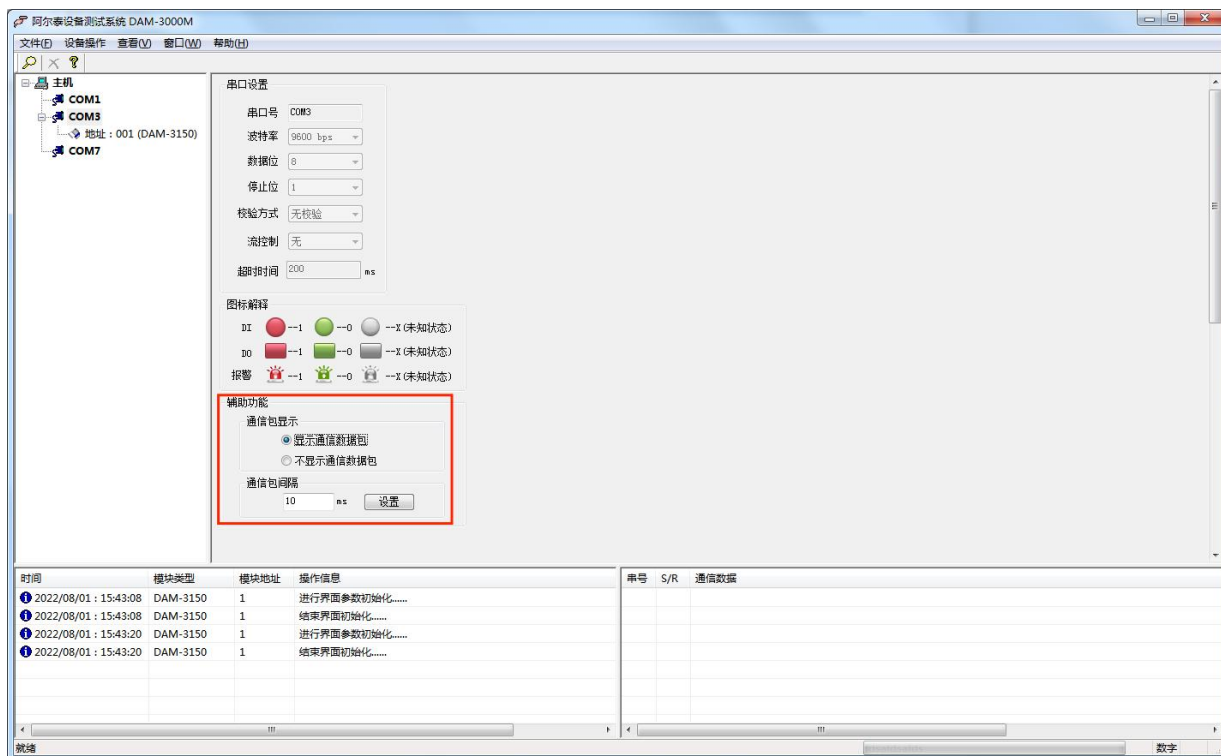 阿尔泰设备测试系统 DAM-3000M
文件(F) 设备操作 查看(V) 窗口(W) 帮助(H)
主机
COM1
COM3
地址：001 (DAM-3150)
COM7
串口设置
串口号 COM3
波特率 9600 bps
数据位 8
停止位 1
校验方式 无校验
流控制 无
超时时间 200 ms
图标解释
DI --1 --0 --X(未知状态)
DO --1 --0 --X(未知状态)
报警 --1 --0 --X(未知状态)
辅助功能
通信包显示
显示通信数据包
不显示通信数据包
通信包间隔
10 ms 设置
时间 模块类型 模块地址 操作信息
2022/08/01 : 15:43:08 DAM-3150 1 进行界面参数初始化......
2022/08/01 : 15:43:08 DAM-3150 1 结束界面初始化......
2022/08/01 : 15:43:20 DAM-3150 1 进行界面参数初始化......
2022/08/01 : 15:43:20 DAM-3150 1 结束界面初始化......
串号 S/R 通信数据
就绪
数字